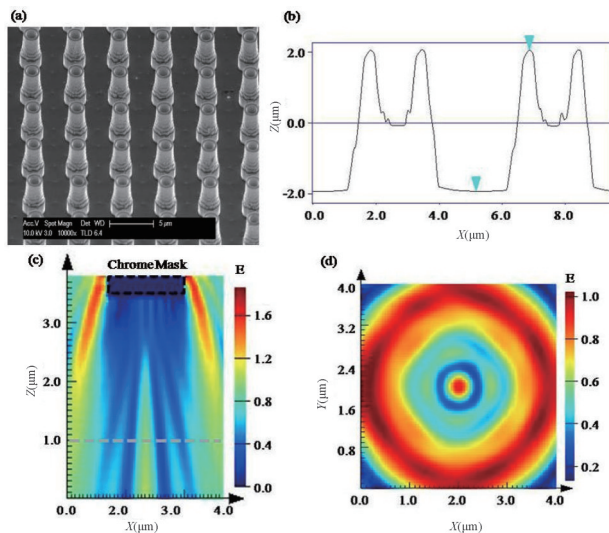 (a)
Acc.V Spot Magn Det WD 5 μm
10.0 kV 3.0 10000x TLD 6.4
(b)
Z(μm)
2.0
0.0
-2.0
0.0 2.0 4.0 6.0 8.0
X(μm)
(c)
Chrome Mask
E
Z(μm)
3.0
2.0
1.0
0.0
1.6
1.2
0.8
0.4
0.0
0.0 1.0 2.0 3.0 4.0
X(μm)
(d)
E
Y(μm)
4.0
3.2
2.4
1.6
0.8
1.0
0.8
0.6
0.4
0.2
0.0 1.0 2.0 3.0 4.0
X(μm)